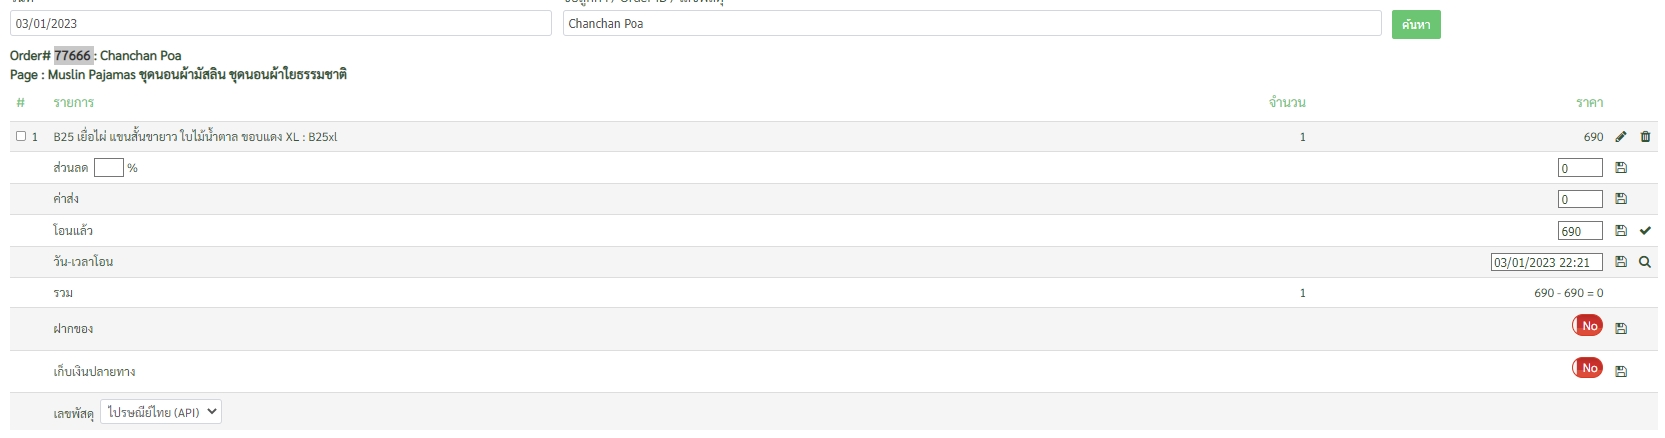 03/01/2023 Chanchan Poa ค้นหา
Order# 77666 : Chanchan Poa
Page : Muslin Pajamas ชุดนอนผ้ามัสลิน ชุดนอนผ้าใยธรรมชาติ
# รายการ จำนวน ราคา
1 B25 เยื่อไผ่ แขนสั้นขายาว ใบไม้น้ำตาล ขอบแดง XL : B25xl 1 690
ส่วนลด % 0
ค่าส่ง 0
โอนแล้ว 690
วัน-เวลาโอน 03/01/2023 22:21
รวม 1 690 - 690 = 0
ฝากของ No
เก็บเงินปลายทาง No
เลขพัสดุ ไปรษณีย์ไทย (API)